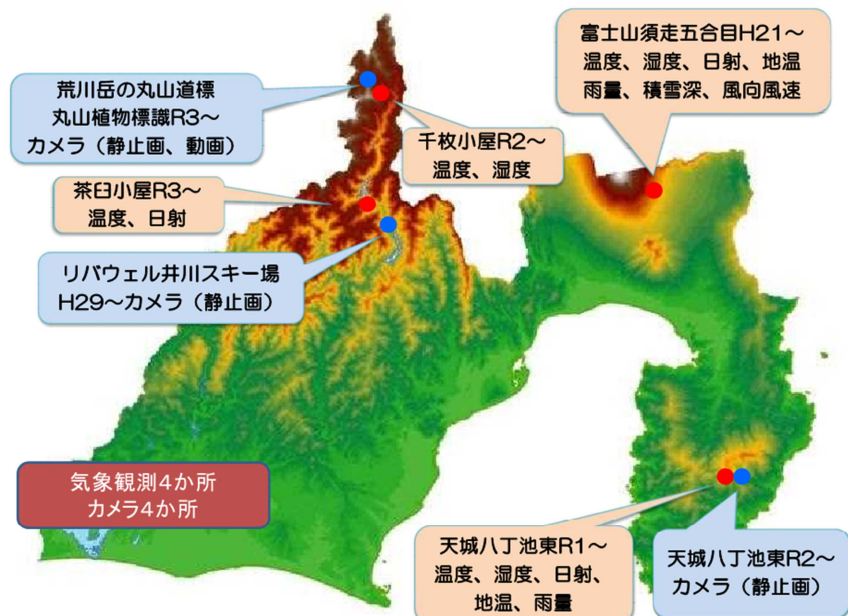 荒川岳の丸山道標
丸山植物標識R3～
カメラ（静止画、動画）
富士山須走五合目H21～
温度、湿度、日射、地温
雨量、積雪深、風向風速
千枚小屋R2～
温度、湿度
茶臼小屋R3～
温度、日射
リバウェル井川スキー場
H29～カメラ（静止画）
気象観測4か所
カメラ4か所
天城八丁池東R1～
温度、湿度、日射、
地温、雨量
天城八丁池東R2～
カメラ（静止画）